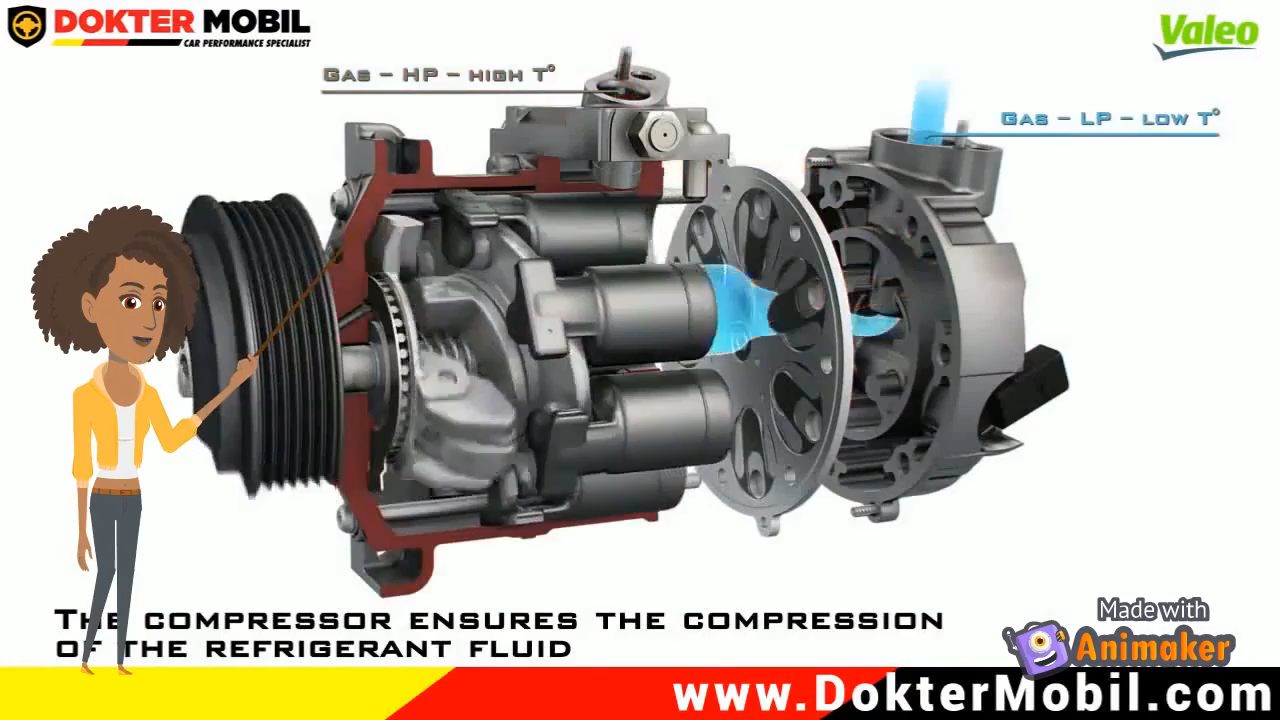 DOKTER MOBIL
CAR PERFORMANCE SPECIALIST
Valeo
Gas – HP – high T°
Gas – LP – low T°
The compressor ensures the compression
of the refrigerant fluid
Made with
Animaker
www.DokterMobil.com